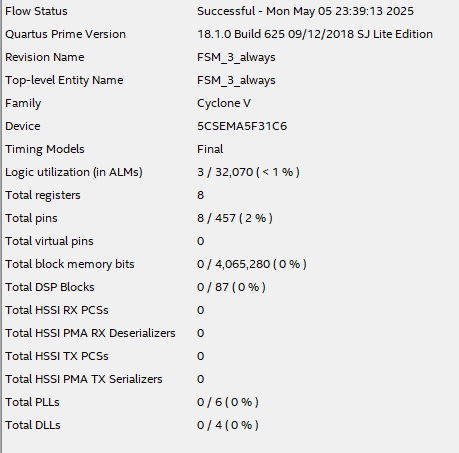 Flow Status Successful - Mon May 05 23:39:13 2025
Quartus Prime Version 18.1.0 Build 625 09/12/2018 SJ Lite Edition
Revision Name FSM_3_always
Top-level Entity Name FSM_3_always
Family Cyclone V
Device 5CSEMA5F31C6
Timing Models Final
Logic utilization (in ALMs) 3 / 32,070 ( < 1 % )
Total registers 8
Total pins 8 / 457 ( 2 % )
Total virtual pins 0
Total block memory bits 0 / 4,065,280 ( 0 % )
Total DSP Blocks 0 / 87 ( 0 % )
Total HSSI RX PCSs 0
Total HSSI PMA RX Deserializers 0
Total HSSI TX PCSs 0
Total HSSI PMA TX Serializers 0
Total PLLs 0 / 6 ( 0 % )
Total DLLs 0 / 4 ( 0 % )